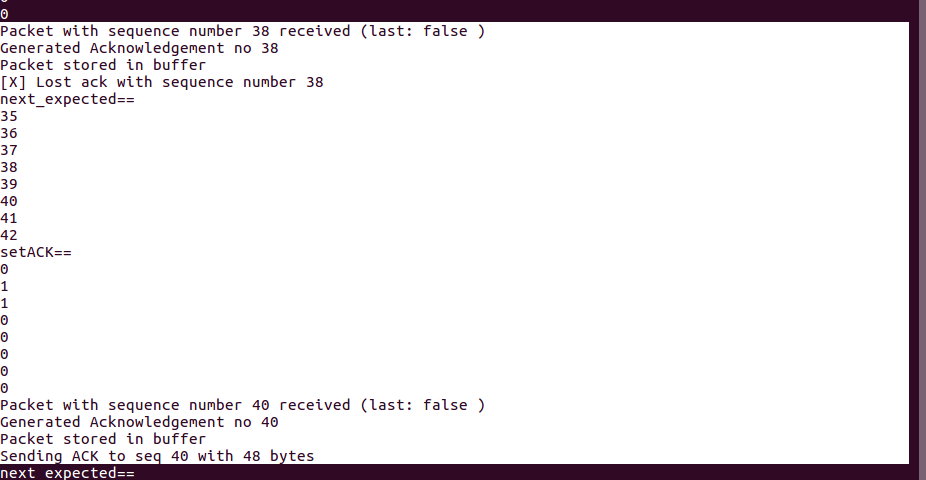 0
Packet with sequence number 38 received (last: false )
Generated Acknowledgement no 38
Packet stored in buffer
[X] Lost ack with sequence number 38
next_expected==
35
36
37
38
39
40
41
42
setACK==
0
1
1
0
0
0
0
0
Packet with sequence number 40 received (last: false )
Generated Acknowledgement no 40
Packet stored in buffer
Sending ACK to seq 40 with 48 bytes
next expected==